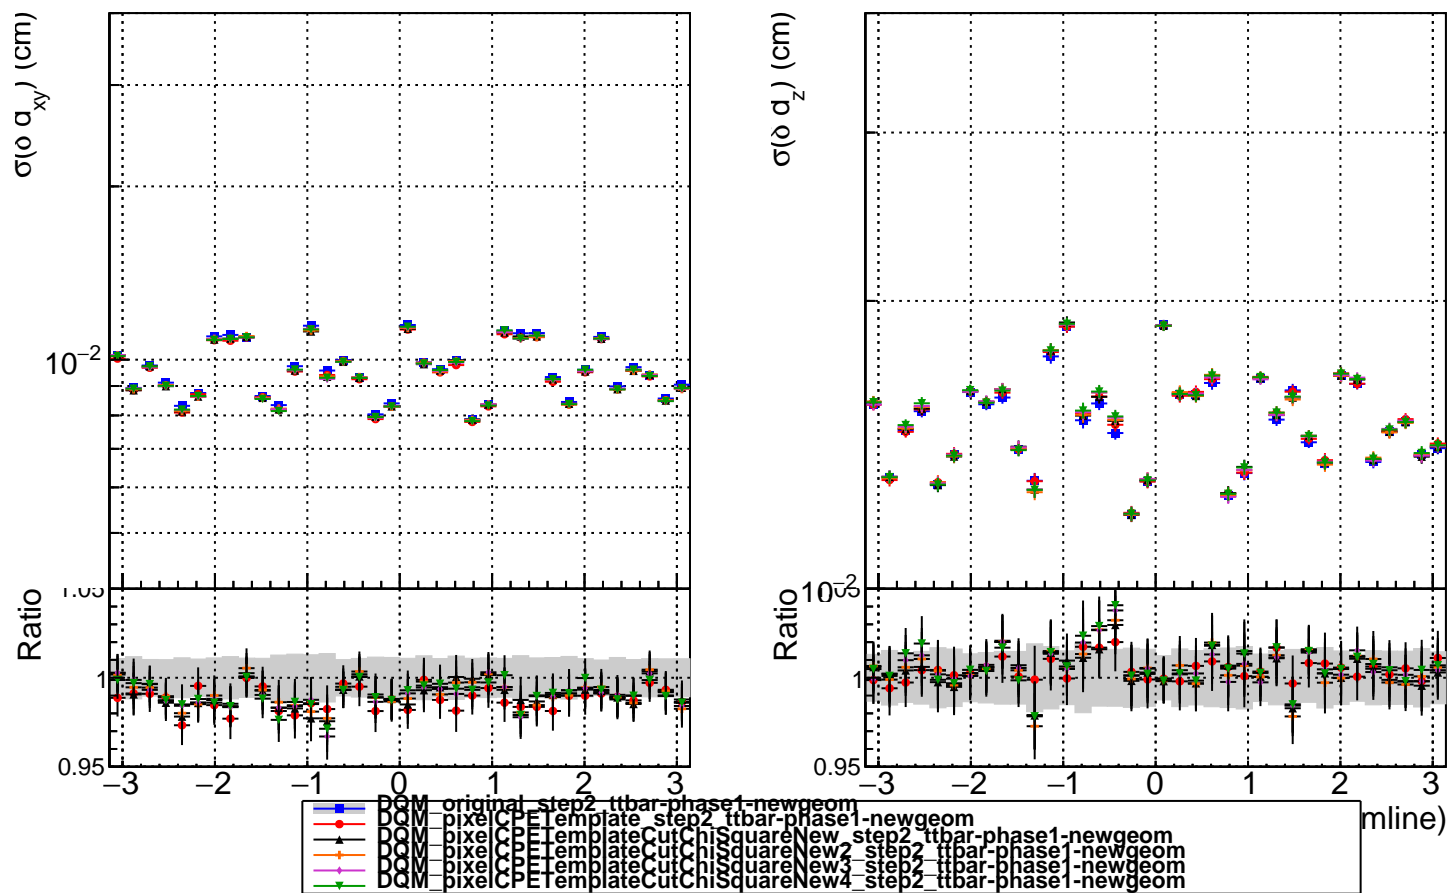 σ(δ d_xy) (cm)
10^−2
Ratio
1.05
1
0.95
−3 −2 −1 0 1 2 3
σ(δ d_z) (cm)
10^−2
Ratio
1
0.95
−3 −2 −1 0 1 2 3
mline)
DQM_original_step2_ttbar-phase1-newgeom
DQM_pixelCPETemplate_step2_ttbar-phase1-newgeom
DQM_pixelCPETemplateCutChiSquareNew_step2_ttbar-phase1-newgeom
DQM_pixelCPETemplateCutChiSquareNew2_step2_ttbar-phase1-newgeom
DQM_pixelCPETemplateCutChiSquareNew3_step2_ttbar-phase1-newgeom
DQM_pixelCPETemplateCutChiSquareNew4_step2_ttbar-phase1-newgeom